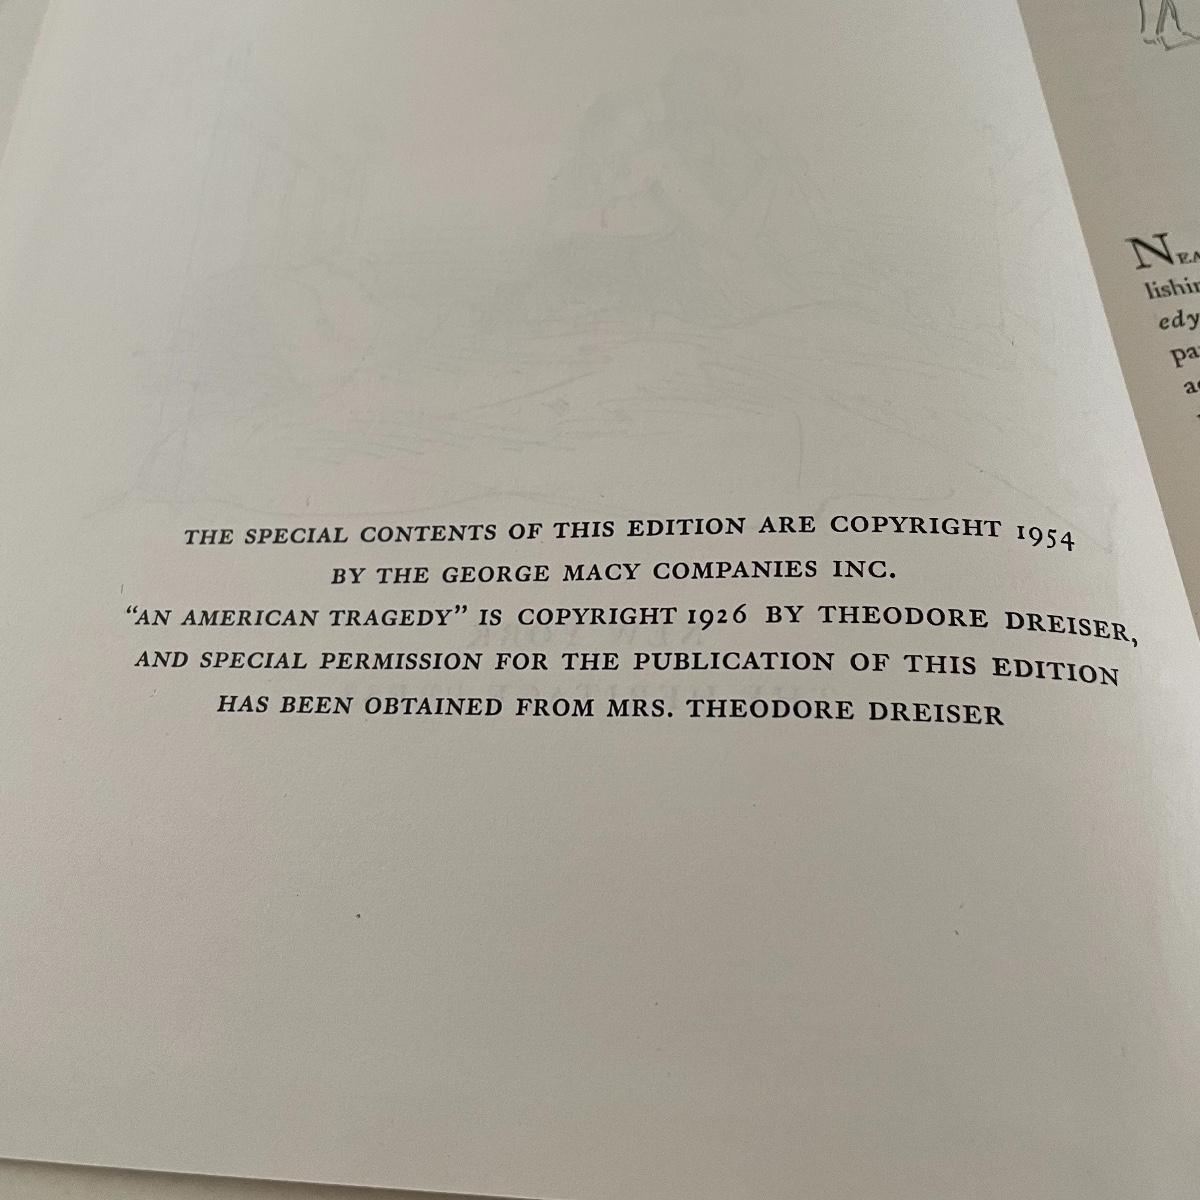 THE SPECIAL CONTENTS OF THIS EDITION ARE COPYRIGHT 1954
BY THE GEORGE MACY COMPANIES INC.
"AN AMERICAN TRAGEDY" IS COPYRIGHT 1926 BY THEODORE DREISER,
AND SPECIAL PERMISSION FOR THE PUBLICATION OF THIS EDITION
HAS BEEN OBTAINED FROM MRS. THEODORE DREISER